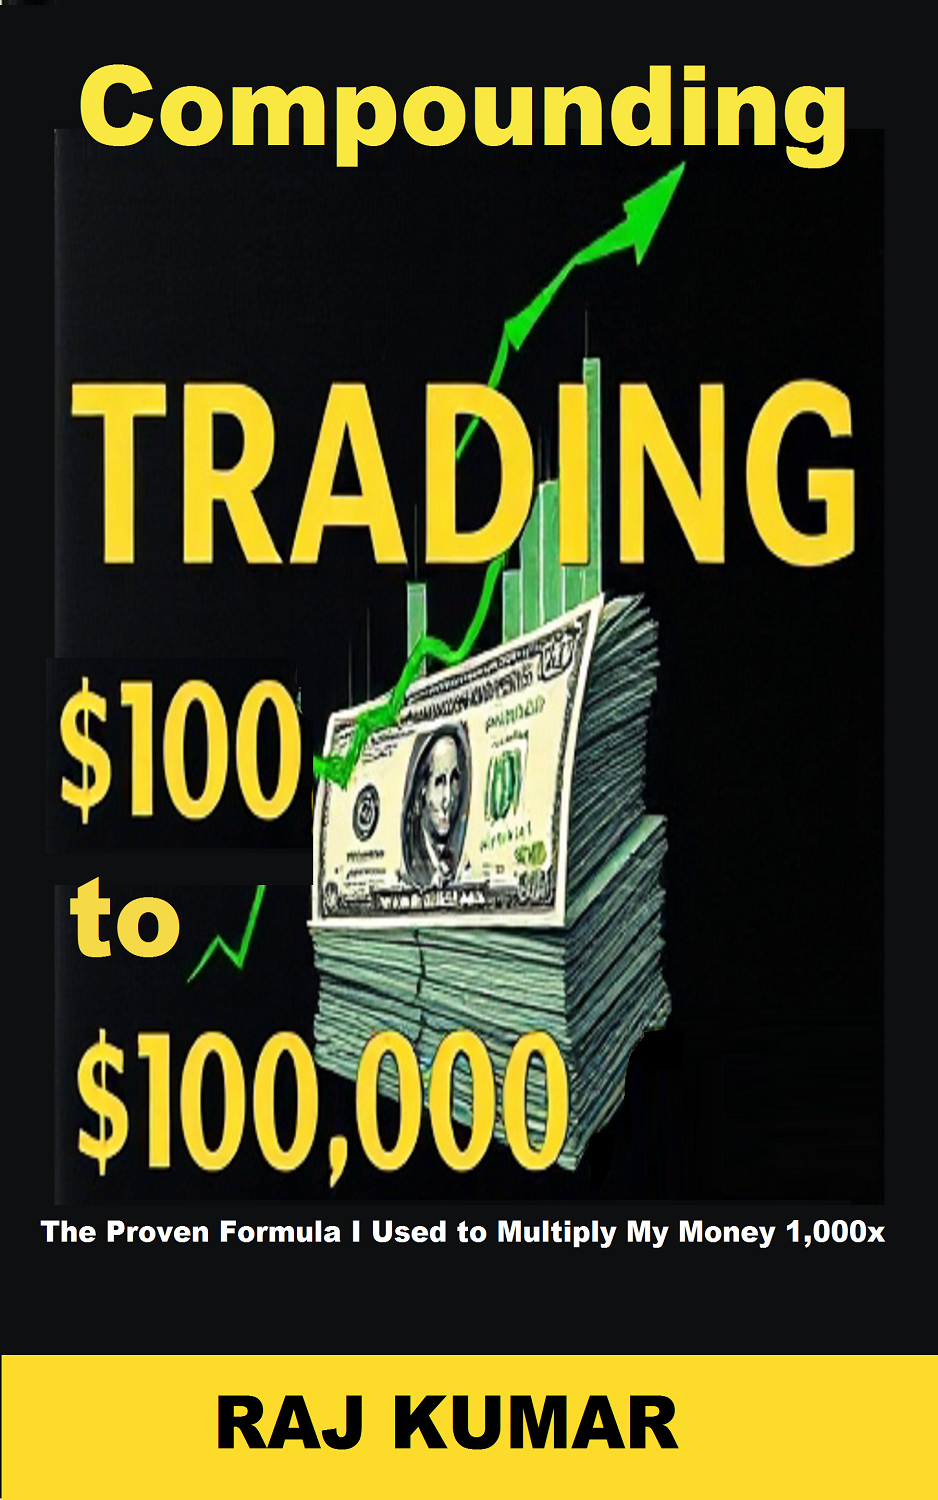 Compounding
TRADING
$100
to
$100,000
The Proven Formula I Used to Multiply My Money 1,000x
RAJ KUMAR